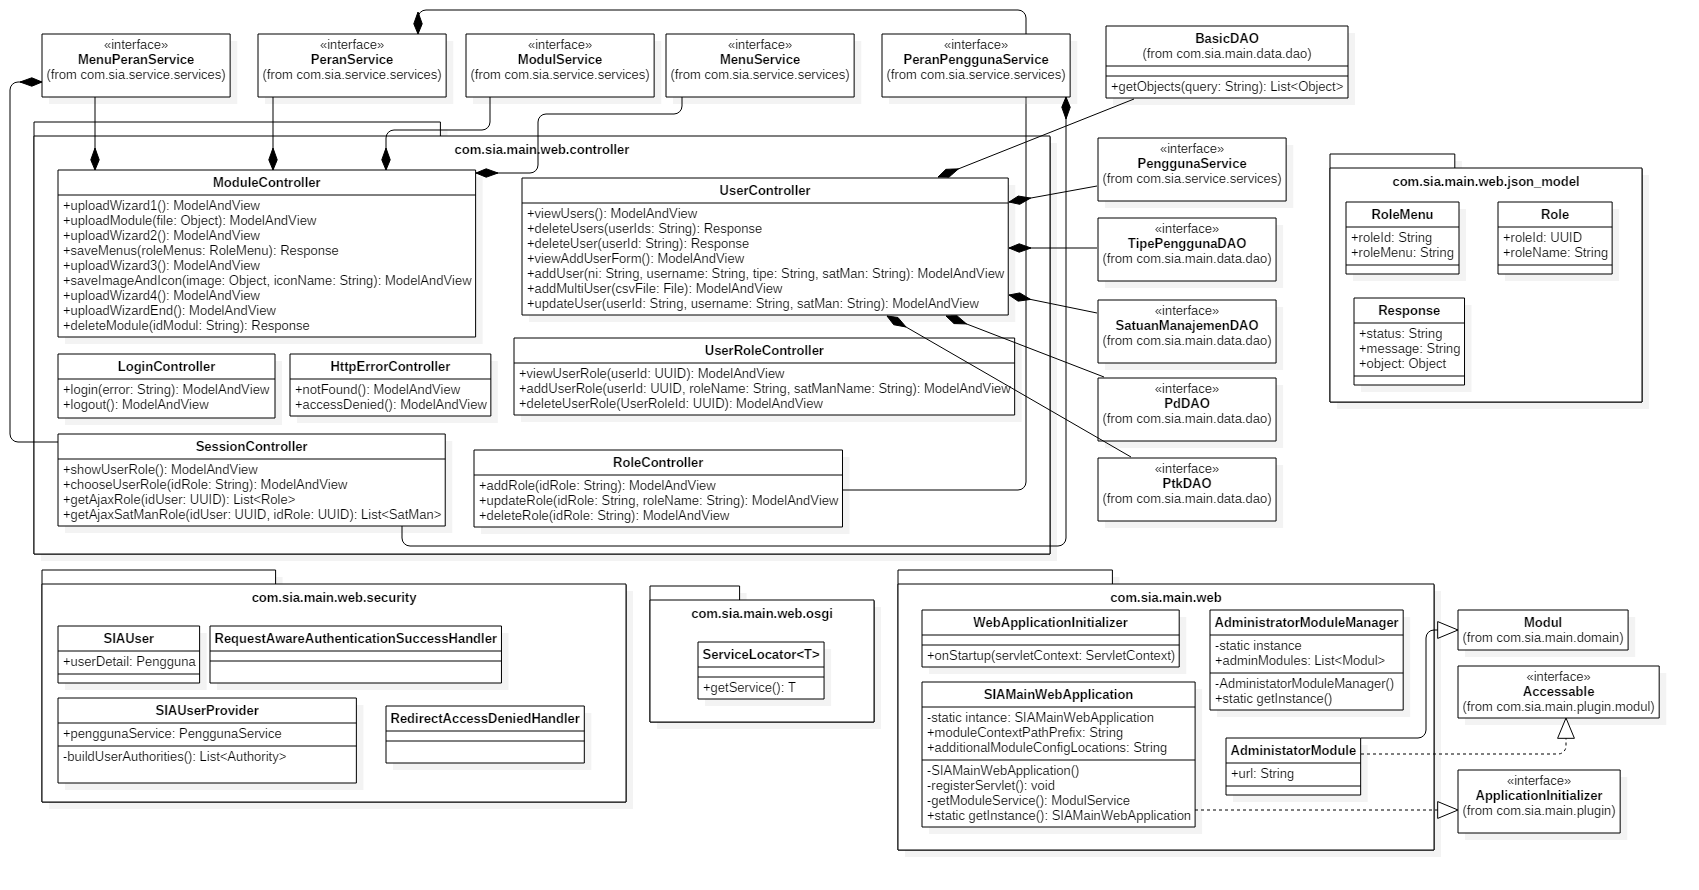 «interface»
MenuPeranService
(from com.sia.service.services)
«interface»
PeranService
(from com.sia.service.services)
«interface»
ModulService
(from com.sia.service.services)
«interface»
MenuService
(from com.sia.service.services)
«interface»
PeranPenggunaService
(from com.sia.service.services)
BasicDAO
(from com.sia.main.data.dao)
+getObjects(query: String): List<Object>
com.sia.main.web.controller
ModuleController
+uploadWizard1(): ModelAndView
+uploadModule(file: Object): ModelAndView
+uploadWizard2(): ModelAndView
+saveMenus(roleMenus: RoleMenu): Response
+uploadWizard3(): ModelAndView
+saveImageAndIcon(image: Object, iconName: String): ModelAndView
+uploadWizard4(): ModelAndView
+uploadWizardEnd(): ModelAndView
+deleteModule(idModul: String): Response
UserController
+viewUsers(): ModelAndView
+deleteUsers(userIds: String): Response
+deleteUser(userId: String): Response
+viewAddUserForm(): ModelAndView
+addUser(ni: String, username: String, tipe: String, satMan: String): ModelAndView
+addMultiUser(csvFile: File): ModelAndView
+updateUser(userId: String, username: String, satMan: String): ModelAndView
LoginController
+login(error: String): ModelAndView
+logout(): ModelAndView
HttpErrorController
+notFound(): ModelAndView
+accessDenied(): ModelAndView
UserRoleController
+viewUserRole(userId: UUID): ModelAndView
+addUserRole(userId: UUID, roleName: String, satManName: String): ModelAndView
+deleteUserRole(UserRoleId: UUID): ModelAndView
SessionController
+showUserRole(): ModelAndView
+chooseUserRole(idRole: String): ModelAndView
+getAjaxRole(idUser: UUID): List<Role>
+getAjaxSatManRole(idUser: UUID, idRole: UUID): List<SatMan>
RoleController
+addRole(idRole: String): ModelAndView
+updateRole(idRole: String, roleName: String): ModelAndView
+deleteRole(idRole: String): ModelAndView
«interface»
PenggunaService
(from com.sia.service.services)
«interface»
TipePenggunaDAO
(from com.sia.main.data.dao)
«interface»
SatuanManajemenDAO
(from com.sia.main.data.dao)
«interface»
PdDAO
(from com.sia.main.data.dao)
«interface»
PtkDAO
(from com.sia.main.data.dao)
com.sia.main.web.json_model
RoleMenu
+roleId: String
+roleMenu: String
Role
+roleId: UUID
+roleName: String
Response
+status: String
+message: String
+object: Object
com.sia.main.web.security
SIAUser
+userDetail: Pengguna
RequestAwareAuthenticationSuccessHandler
SIAUserProvider
+penggunaService: PenggunaService
-buildUserAuthorities(): List<Authority>
RedirectAccessDeniedHandler
com.sia.main.web.osgi
ServiceLocator<T>
+getService(): T
com.sia.main.web
WebApplicationInitializer
+onStartup(servletContext: ServletContext)
AdministratorModuleManager
-static instance
+adminModules: List<Modul>
-AdministatorModuleManager()
+static getInstance()
SIAMainWebApplication
-static intance: SIAMainWebApplication
+moduleContextPathPrefix: String
+additionalModuleConfigLocations: String
-SIAMainWebApplication()
-registerServlet(): void
-getModuleService(): ModulService
+static getInstance(): SIAMainWebApplication
AdministatorModule
+url: String
Modul
(from com.sia.main.domain)
«interface»
Accessable
(from com.sia.main.plugin.modul)
«interface»
ApplicationInitializer
(from com.sia.main.plugin)